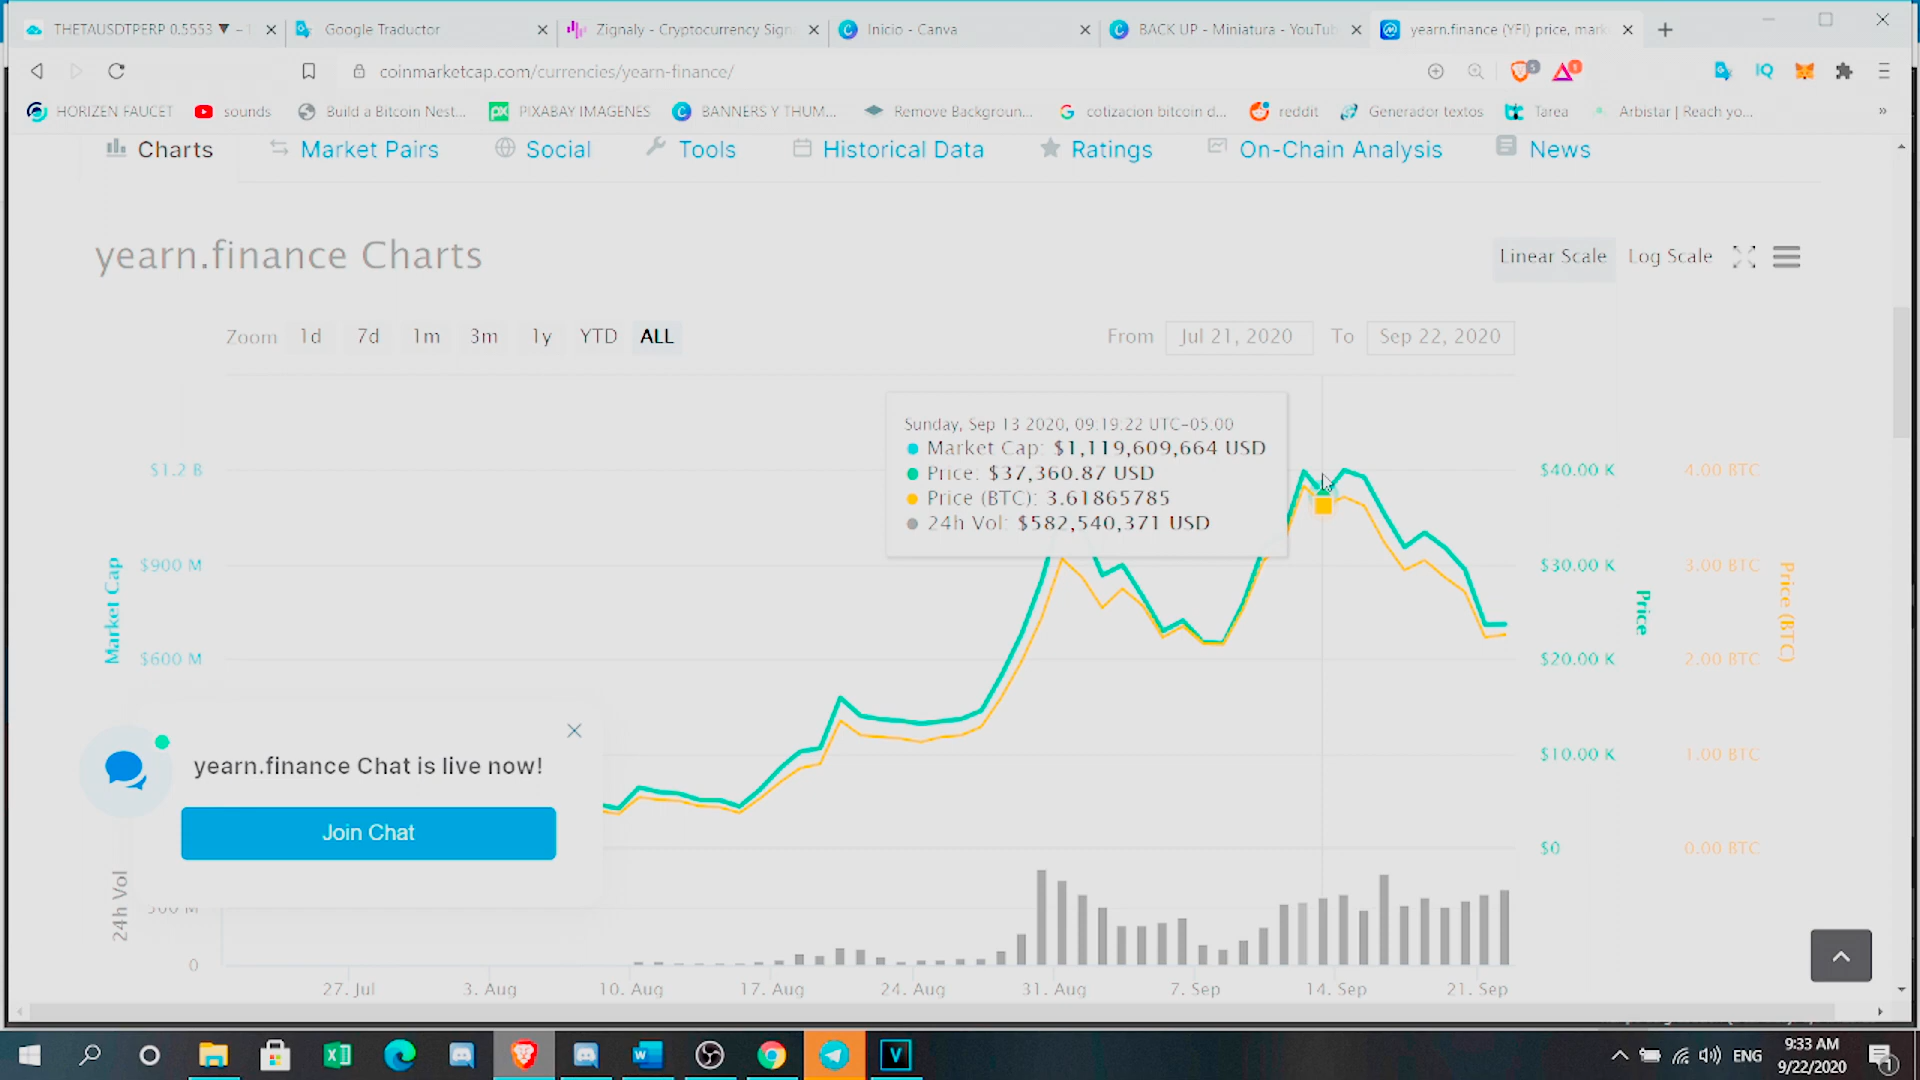 THETAUSDTPERP 0.5553 ▼ −1
Google Traductor
Zignaly - Cryptocurrency Sign
Inicio - Canva
BACK UP - Miniatura - YouTub
yearn.finance (YFI) price, mark
coinmarketcap.com/currencies/yearn-finance/
5
1
IQ
HORIZEN FAUCET
sounds
Build a Bitcoin Nest...
PIXABAY IMAGENES
BANNERS Y THUM...
Remove Backgroun...
cotizacion bitcoin d...
reddit
Generador textos
Tarea
Arbistar | Reach yo...
»
Charts
Market Pairs
Social
Tools
Historical Data
Ratings
On-Chain Analysis
News
yearn.finance Charts
Linear Scale
Log Scale
Zoom 1d 7d 1m 3m 1y YTD ALL
From Jul 21, 2020 To Sep 22, 2020
Sunday, Sep 13 2020, 09:19:22 UTC-05:00
Market Cap: $1,119,609,664 USD
Price: $37,360.87 USD
Price (BTC): 3.61865785
24h Vol: $582,540,371 USD
$1.2 B
$900 M
$600 M
Market Cap
$40.00 K
$30.00 K
$20.00 K
$10.00 K
$0
Price
4.00 BTC
3.00 BTC
2.00 BTC
1.00 BTC
0.00 BTC
Price (BTC)
yearn.finance Chat is live now!
Join Chat
24h Vol
0
27. Jul
3. Aug
10. Aug
17. Aug
24. Aug
31. Aug
7. Sep
14. Sep
21. Sep
ENG
9:33 AM
9/22/2020
1